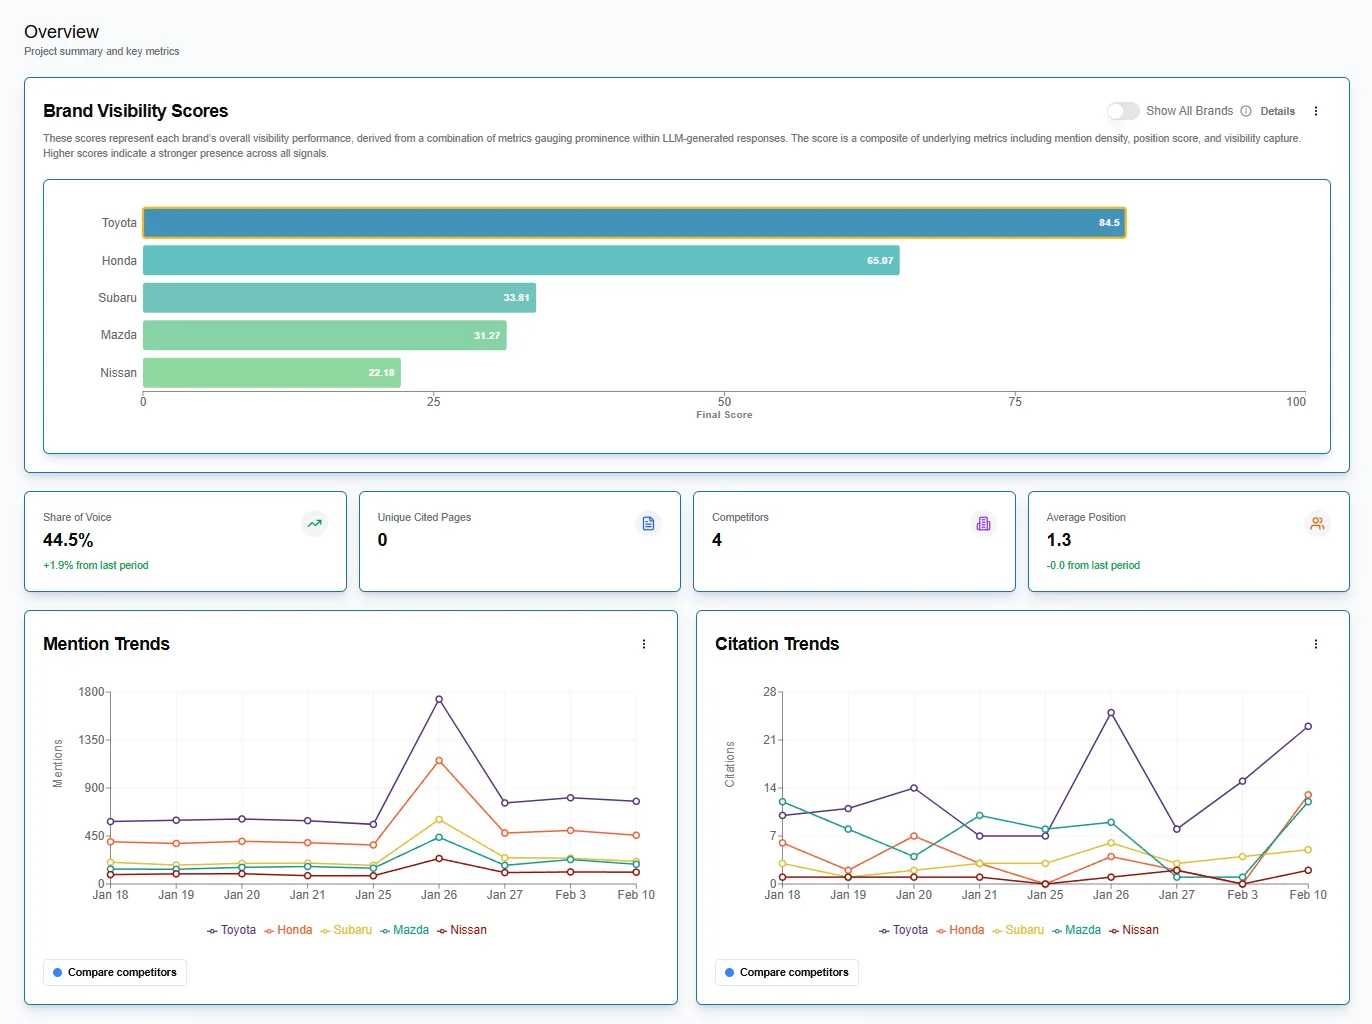 Overview
Project summary and key metrics
Brand Visibility Scores
Show All Brands
Details
These scores represent each brand's overall visibility performance, derived from a combination of metrics gauging prominence within LLM-generated responses. The score is a composite of underlying metrics including mention density, position score, and visibility capture.
Higher scores indicate a stronger presence across all signals.
Toyota 84.5
Honda 65.07
Subaru 33.81
Mazda 31.27
Nissan 22.18
0 25 50 75 100
Final Score
Share of Voice
44.5%
+1.9% from last period
Unique Cited Pages
0
Competitors
4
Average Position
1.3
-0.0 from last period
Mention Trends
1800
1350
900
450
0
Mentions
Jan 18 Jan 19 Jan 20 Jan 21 Jan 25 Jan 26 Jan 27 Feb 3 Feb 10
Toyota Honda Subaru Mazda Nissan
Compare competitors
Citation Trends
28
21
14
7
0
Citations
Jan 18 Jan 19 Jan 20 Jan 21 Jan 25 Jan 26 Jan 27 Feb 3 Feb 10
Toyota Honda Subaru Mazda Nissan
Compare competitors